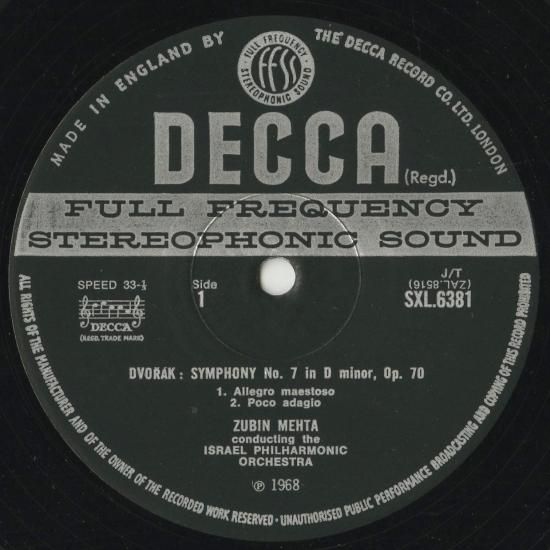 MADE IN ENGLAND BY
THE DECCA RECORD CO. LTD. LONDON
FULL FREQUENCY
FFSS
STEREOPHONIC SOUND
DECCA
(Regd.)
FULL FREQUENCY
STEREOPHONIC SOUND
SPEED 33-⅓
DECCA
(REGD. TRADE MARK)
Side
1
J/T
(ZAL.8516)
SXL.6381
DVOŘÁK: SYMPHONY No. 7 in D minor, Op. 70
1. Allegro maestoso
2. Poco adagio
ZUBIN MEHTA
conducting the
ISRAEL PHILHARMONIC
ORCHESTRA
℗ 1968
ALL RIGHTS OF THE MANUFACTURER AND OF THE OWNER OF THE RECORDED WORK RESERVED · UNAUTHORISED PUBLIC PERFORMANCE BROADCASTING AND COPYING OF THIS RECORD PROHIBITED